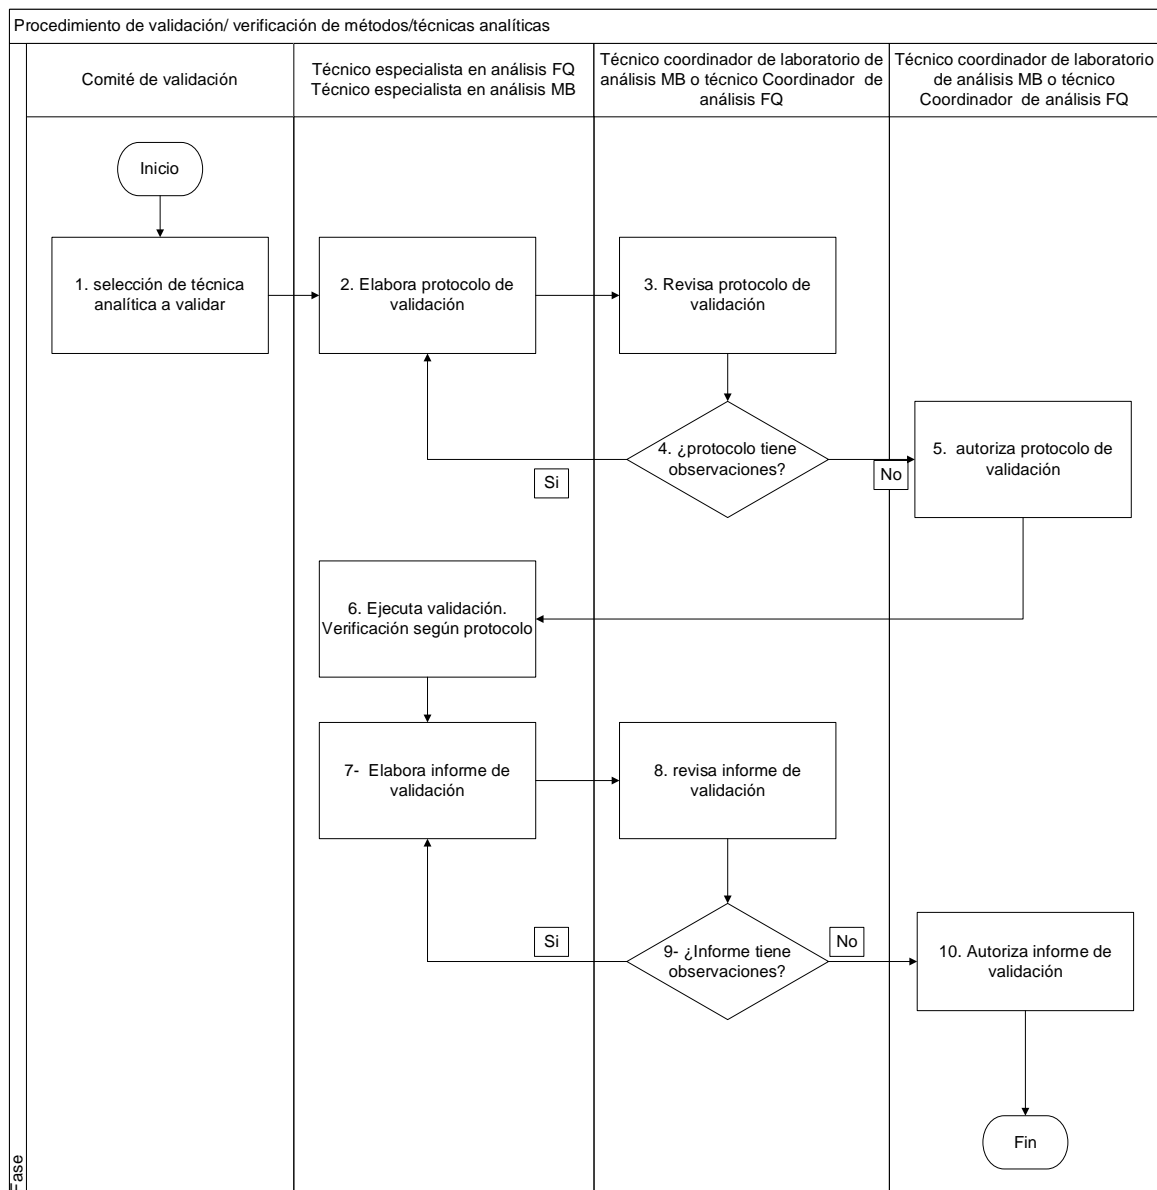 Procedimiento de validación/ verificación de métodos/técnicas analíticas
Comité de validación
Técnico especialista en análisis FQ
Técnico especialista en análisis MB
Técnico coordinador de laboratorio de
análisis MB o técnico Coordinador de
análisis FQ
Técnico coordinador de laboratorio
de análisis MB o técnico
Coordinador de análisis FQ
Inicio
1. selección de técnica
analítica a validar
2. Elabora protocolo de
validación
3. Revisa protocolo de
validación
4. ¿protocolo tiene
observaciones?
Si
No
5. autoriza protocolo de
validación
6. Ejecuta validación.
Verificación según protocolo
7- Elabora informe de
validación
8. revisa informe de
validación
9- ¿Informe tiene
observaciones?
Si
No
10. Autoriza informe de
validación
Fin
Fase